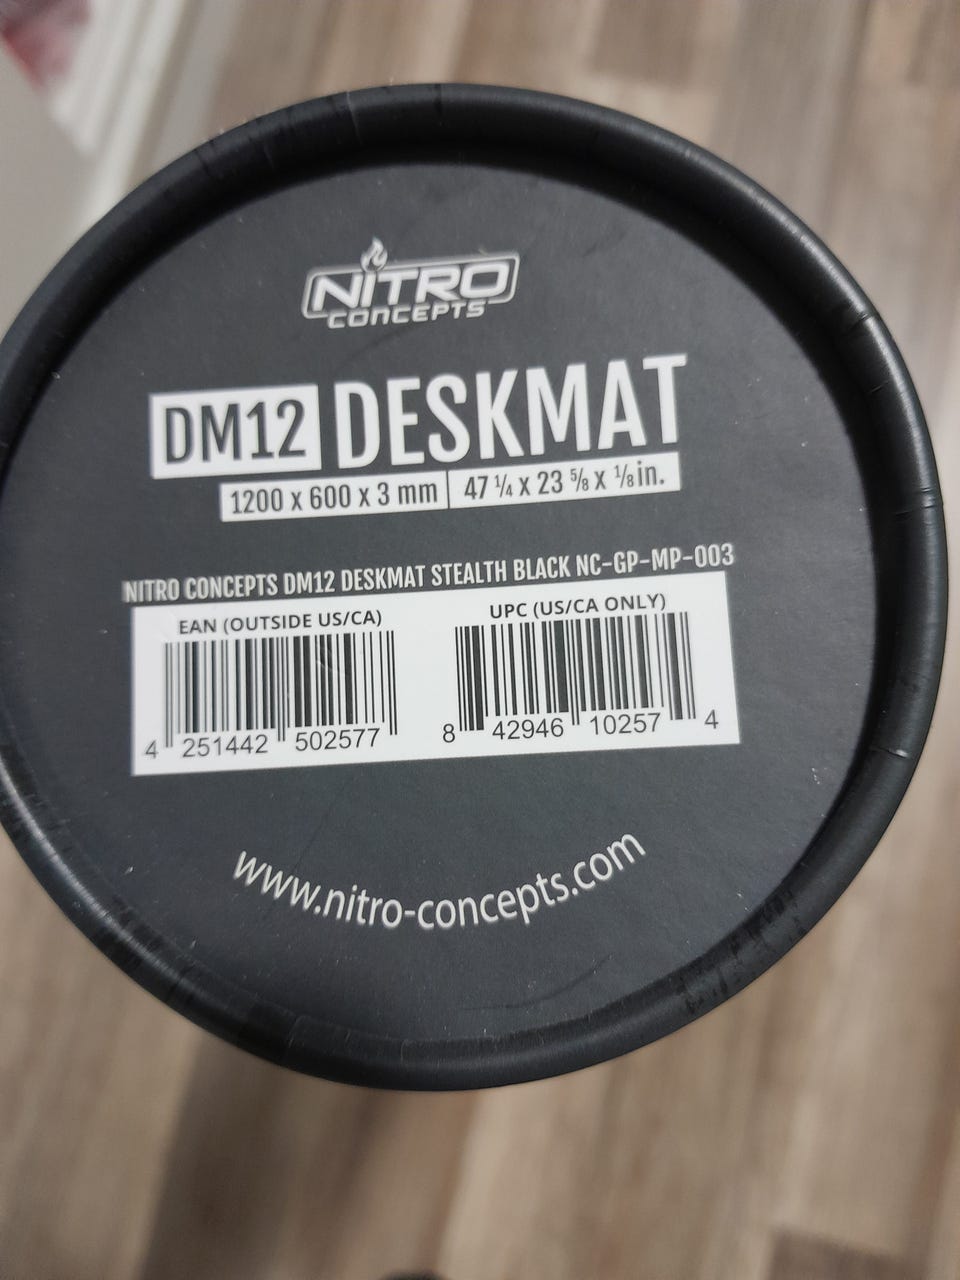 NITRO
CONCEPTS
DM12 DESKMAT
1200 x 600 x 3 mm 47 ¼ x 23 ⅝ x ⅛ in.
NITRO CONCEPTS DM12 DESKMAT STEALTH BLACK NC-GP-MP-003
EAN (OUTSIDE US/CA) UPC (US/CA ONLY)
4 251442 502577 8 42946 10257 4
www.nitro-concepts.com